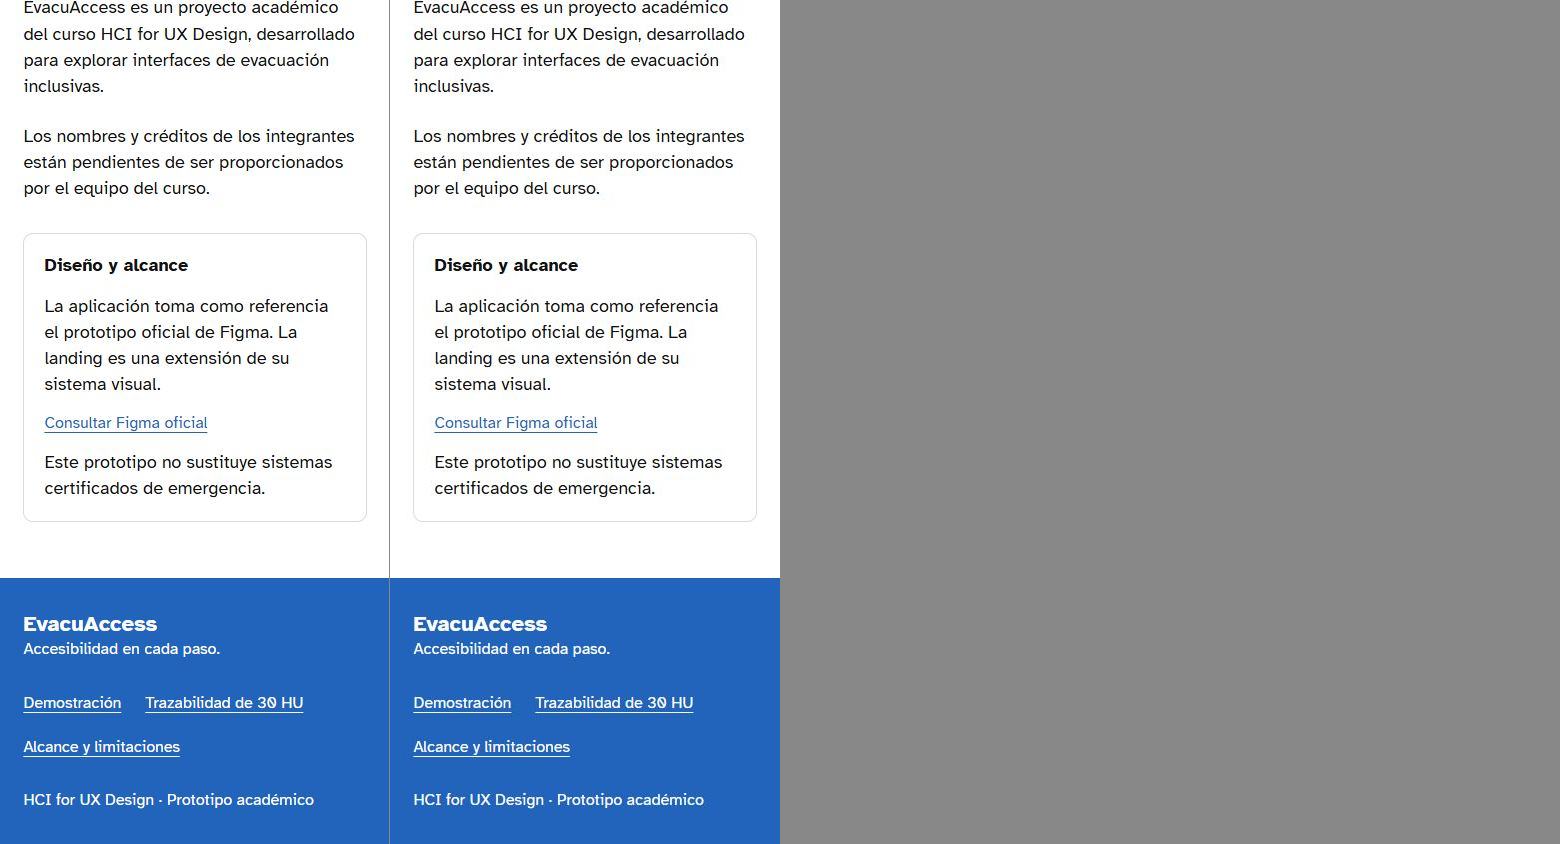 EvacuAccess es un proyecto académico
del curso HCI for UX Design, desarrollado
para explorar interfaces de evacuación
inclusivas.
Los nombres y créditos de los integrantes
están pendientes de ser proporcionados
por el equipo del curso.
Diseño y alcance
La aplicación toma como referencia
el prototipo oficial de Figma. La
landing es una extensión de su
sistema visual.
Consultar Figma oficial
Este prototipo no sustituye sistemas
certificados de emergencia.
EvacuAccess
Accesibilidad en cada paso.
Demostración Trazabilidad de 30 HU
Alcance y limitaciones
HCI for UX Design · Prototipo académico
EvacuAccess es un proyecto académico
del curso HCI for UX Design, desarrollado
para explorar interfaces de evacuación
inclusivas.
Los nombres y créditos de los integrantes
están pendientes de ser proporcionados
por el equipo del curso.
Diseño y alcance
La aplicación toma como referencia
el prototipo oficial de Figma. La
landing es una extensión de su
sistema visual.
Consultar Figma oficial
Este prototipo no sustituye sistemas
certificados de emergencia.
EvacuAccess
Accesibilidad en cada paso.
Demostración Trazabilidad de 30 HU
Alcance y limitaciones
HCI for UX Design · Prototipo académico